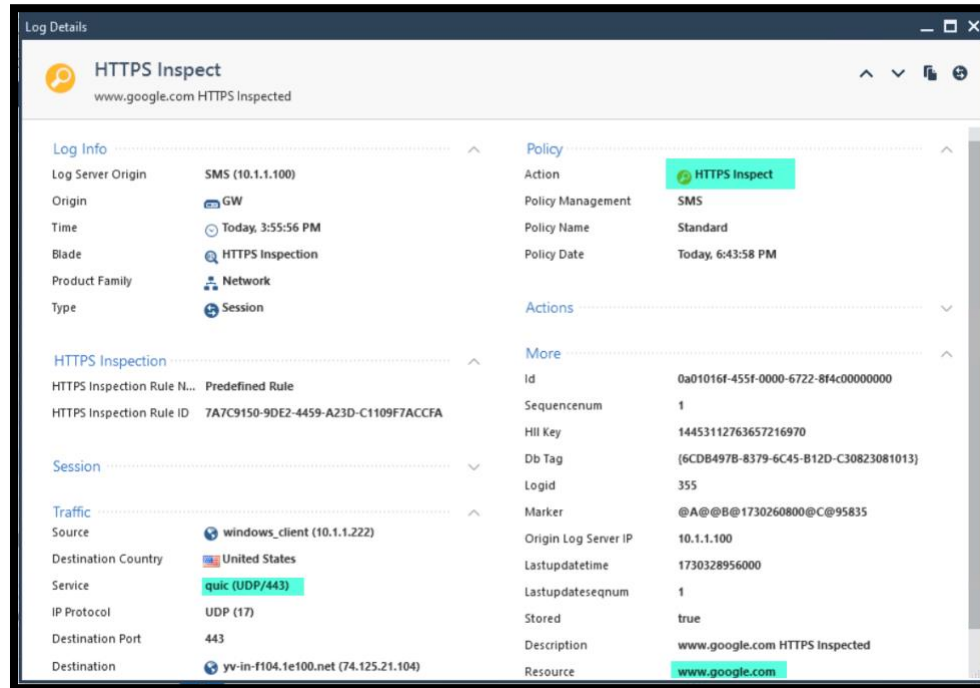 Log Details
HTTPS Inspect
www.google.com HTTPS Inspected
Log Info
Log Server Origin SMS (10.1.1.100)
Origin GW
Time Today, 3:55:56 PM
Blade HTTPS Inspection
Product Family Network
Type Session
HTTPS Inspection
HTTPS Inspection Rule N... Predefined Rule
HTTPS Inspection Rule ID 7A7C9150-9DE2-4459-A23D-C1109F7ACCFA
Session
Traffic
Source windows_client (10.1.1.222)
Destination Country United States
Service quic (UDP/443)
IP Protocol UDP (17)
Destination Port 443
Destination yv-in-f104.1e100.net (74.125.21.104)
Policy
Action HTTPS Inspect
Policy Management SMS
Policy Name Standard
Policy Date Today, 6:43:58 PM
Actions
More
Id 0a01016f-455f-0000-6722-8f4c00000000
Sequencenum 1
Hll Key 14453112763657216970
Db Tag {6CDB497B-8379-6C45-B12D-C30823081013}
Logid 355
Marker @A@@B@1730260800@C@95835
Origin Log Server IP 10.1.1.100
Lastupdatetime 1730328956000
Lastupdateseqnum 1
Stored true
Description www.google.com HTTPS Inspected
Resource www.google.com